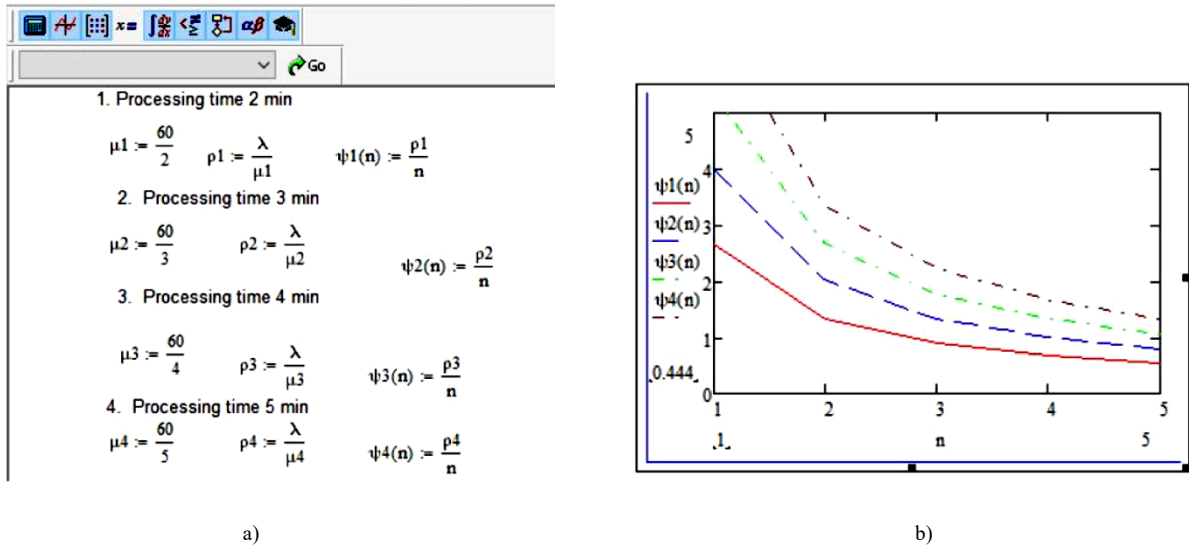 x=
∫ dy/dx
<≠≥
αβ
Go
1. Processing time 2 min
μ1 := 60/2 ρ1 := λ/μ1 ψ1(n) := ρ1/n
2. Processing time 3 min
μ2 := 60/3 ρ2 := λ/μ2 ψ2(n) := ρ2/n
3. Processing time 4 min
μ3 := 60/4 ρ3 := λ/μ3 ψ3(n) := ρ3/n
4. Processing time 5 min
μ4 := 60/5 ρ4 := λ/μ4 ψ4(n) := ρ4/n
a)
5
4
ψ1(n)
ψ2(n) 3
ψ3(n)
2
ψ4(n)
1
0.444
0
1 2 3 4 5
1 n 5
b)